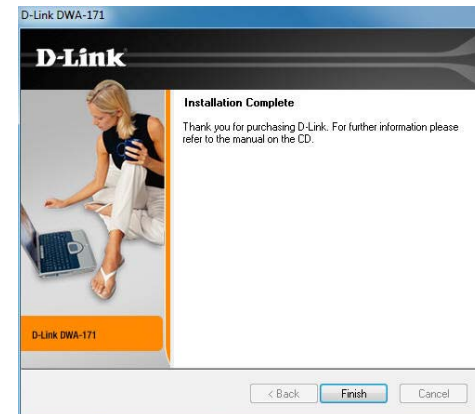 D-Link DWA-171
D-Link
Installation Complete
Thank you for purchasing D-Link. For further information please
refer to the manual on the CD.
D-Link DWA-171
< Back
Finish
Cancel